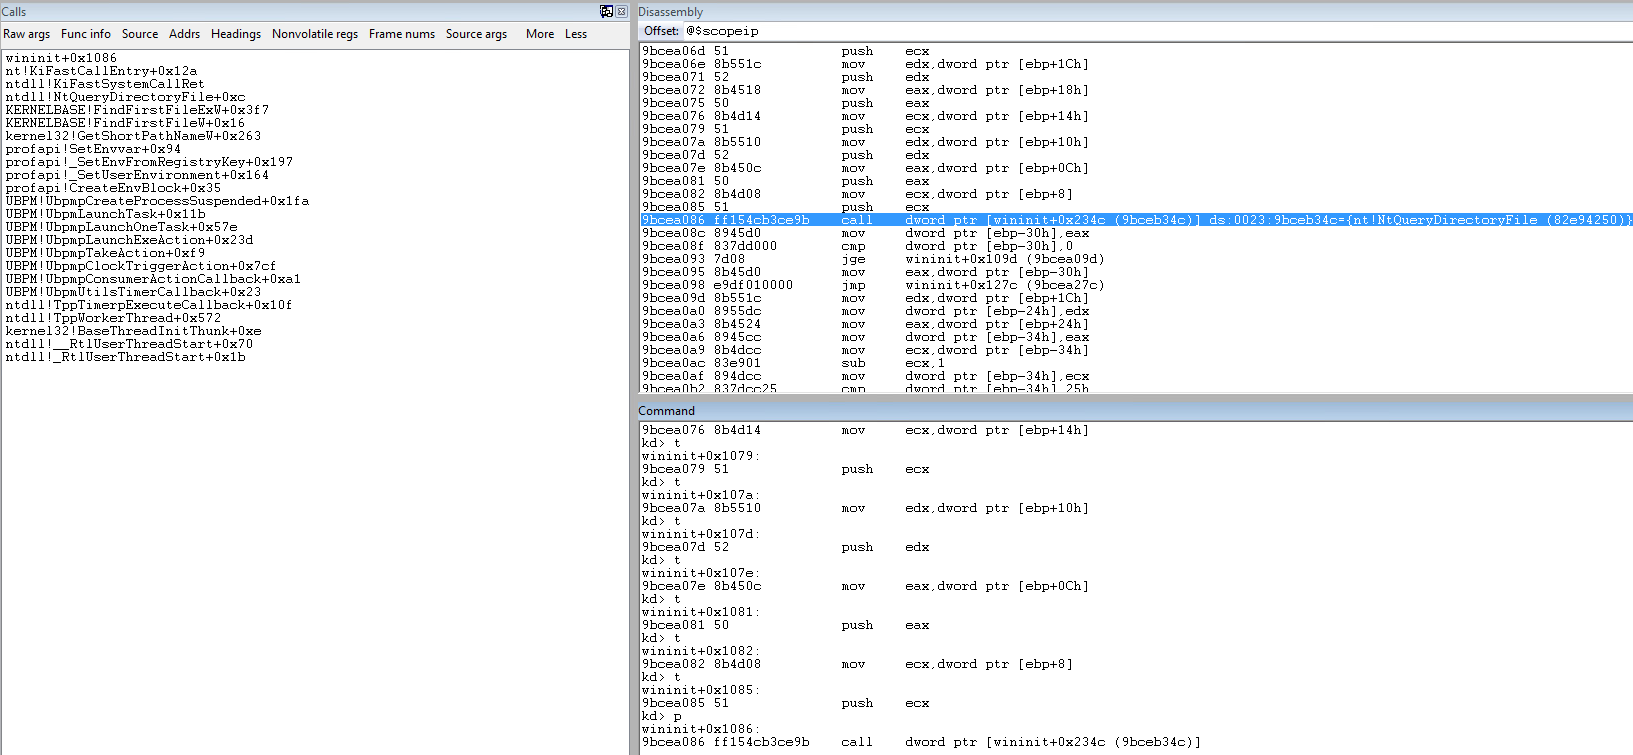 Calls
Raw args Func info Source Addrs Headings Nonvolatile regs Frame nums Source args More Less
wininit+0x1086
nt!KiFastCallEntry+0x12a
ntdll!KiFastSystemCallRet
ntdll!NtQueryDirectoryFile+0xc
KERNELBASE!FindFirstFileExW+0x3f7
KERNELBASE!FindFirstFileW+0x16
kernel32!GetShortPathNameW+0x263
profapi!SetEnvvar+0x94
profapi!_SetEnvFromRegistryKey+0x197
profapi!_SetUserEnvironment+0x164
profapi!CreateEnvBlock+0x35
UBPM!UbpmpCreateProcessSuspended+0x1fa
UBPM!UbpmLaunchTask+0x11b
UBPM!UbpmpLaunchOneTask+0x57e
UBPM!UbpmpLaunchExeAction+0x23d
UBPM!UbpmpTakeAction+0xf9
UBPM!UbpmpClockTriggerAction+0x7cf
UBPM!UbpmpConsumerActionCallback+0xa1
UBPM!UbpmUtilsTimerCallback+0x23
ntdll!TppTimerpExecuteCallback+0x10f
ntdll!TppWorkerThread+0x572
kernel32!BaseThreadInitThunk+0xe
ntdll!__RtlUserThreadStart+0x70
ntdll!_RtlUserThreadStart+0x1b
Disassembly
Offset: @$scopeip
9bcea06d 51 push ecx
9bcea06e 8b551c mov edx,dword ptr [ebp+1Ch]
9bcea071 52 push edx
9bcea072 8b4518 mov eax,dword ptr [ebp+18h]
9bcea075 50 push eax
9bcea076 8b4d14 mov ecx,dword ptr [ebp+14h]
9bcea079 51 push ecx
9bcea07a 8b5510 mov edx,dword ptr [ebp+10h]
9bcea07d 52 push edx
9bcea07e 8b450c mov eax,dword ptr [ebp+0Ch]
9bcea081 50 push eax
9bcea082 8b4d08 mov ecx,dword ptr [ebp+8]
9bcea085 51 push ecx
9bcea086 ff154cb3ce9b call dword ptr [wininit+0x234c (9bceb34c)] ds:0023:9bceb34c={nt!NtQueryDirectoryFile (82e94250)}
9bcea08c 8945d0 mov dword ptr [ebp-30h],eax
9bcea08f 837dd000 cmp dword ptr [ebp-30h],0
9bcea093 7d08 jge wininit+0x109d (9bcea09d)
9bcea095 8b45d0 mov eax,dword ptr [ebp-30h]
9bcea098 e9df010000 jmp wininit+0x127c (9bcea27c)
9bcea09d 8b551c mov edx,dword ptr [ebp+1Ch]
9bcea0a0 8955dc mov dword ptr [ebp-24h],edx
9bcea0a3 8b4524 mov eax,dword ptr [ebp+24h]
9bcea0a6 8945cc mov dword ptr [ebp-34h],eax
9bcea0a9 8b4dcc mov ecx,dword ptr [ebp-34h]
9bcea0ac 83e901 sub ecx,1
9bcea0af 894dcc mov dword ptr [ebp-34h],ecx
9bcea0b2 837dcc25 cmp dword ptr [ebp-34h],25h
Command
9bcea076 8b4d14 mov ecx,dword ptr [ebp+14h]
kd> t
wininit+0x1079:
9bcea079 51 push ecx
kd> t
wininit+0x107a:
9bcea07a 8b5510 mov edx,dword ptr [ebp+10h]
kd> t
wininit+0x107d:
9bcea07d 52 push edx
kd> t
wininit+0x107e:
9bcea07e 8b450c mov eax,dword ptr [ebp+0Ch]
kd> t
wininit+0x1081:
9bcea081 50 push eax
kd> t
wininit+0x1082:
9bcea082 8b4d08 mov ecx,dword ptr [ebp+8]
kd> t
wininit+0x1085:
9bcea085 51 push ecx
kd> p
wininit+0x1086:
9bcea086 ff154cb3ce9b call dword ptr [wininit+0x234c (9bceb34c)]